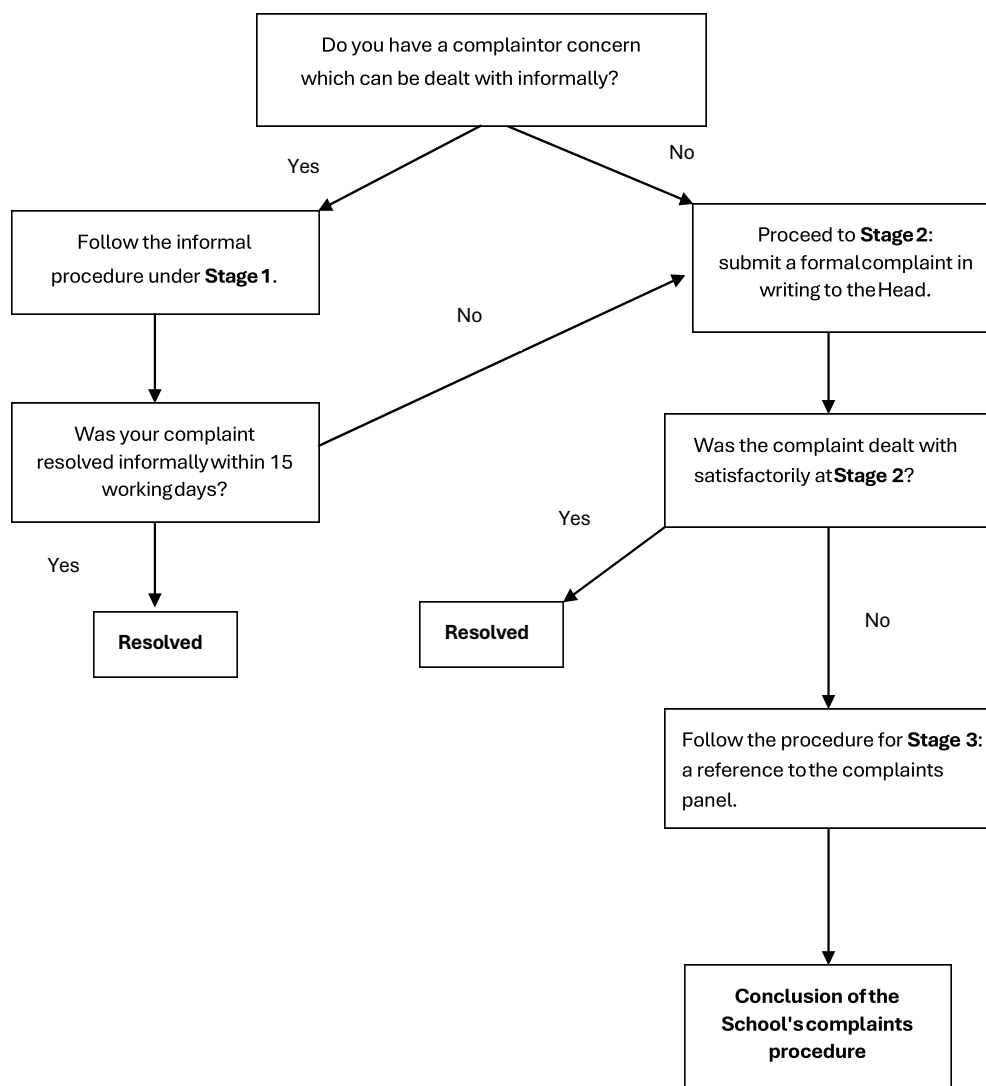 Do you have a complaintor concern
which can be dealt with informally?
Yes
No
Follow the informal
procedure under Stage 1.
Proceed to Stage 2:
submit a formal complaint in
writing to the Head.
No
Was your complaint
resolved informally within 15
working days?
Was the complaint dealt with
satisfactorily at Stage 2?
Yes
Yes
Resolved
Resolved
No
Follow the procedure for Stage 3:
a reference to the complaints
panel.
Conclusion of the
School's complaints
procedure